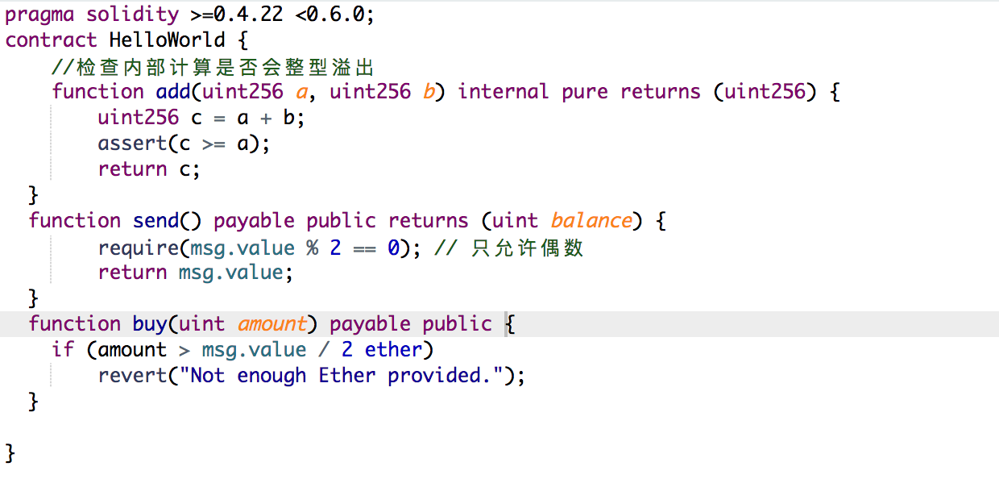 pragma solidity >=0.4.22 <0.6.0;
contract HelloWorld {
    //检查内部计算是否会整型溢出
    function add(uint256 a, uint256 b) internal pure returns (uint256) {
        uint256 c = a + b;
        assert(c >= a);
        return c;
  }
  function send() payable public returns (uint balance) {
        require(msg.value % 2 == 0); // 只允许偶数
        return msg.value;
  }
  function buy(uint amount) payable public {
    if (amount > msg.value / 2 ether)
        revert("Not enough Ether provided.");
  }
}